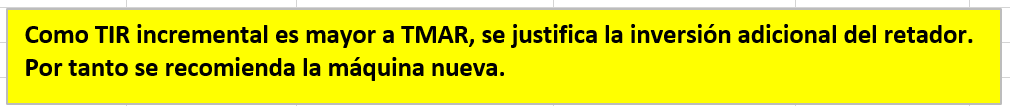 Como TIR incremental es mayor a TMAR, se justifica la inversión adicional del retador.
Por tanto se recomienda la máquina nueva.